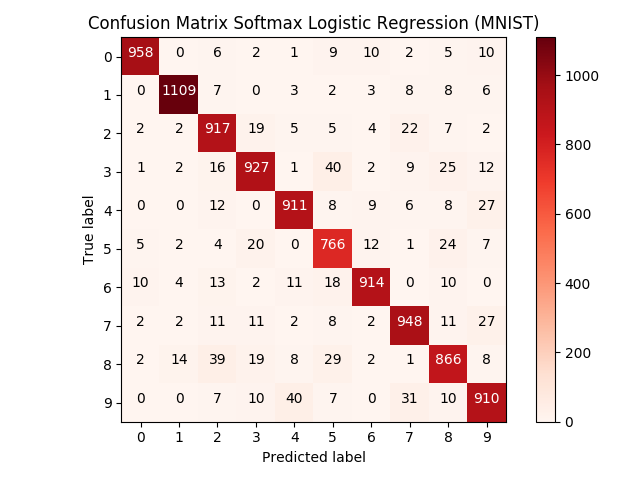 Confusion Matrix Softmax Logistic Regression (MNIST)
0 958 0 6 2 1 9 10 2 5 10
1 0 1109 7 0 3 2 3 8 8 6
2 2 2 917 19 5 5 4 22 7 2
3 1 2 16 927 1 40 2 9 25 12
4 0 0 12 0 911 8 9 6 8 27
5 5 2 4 20 0 766 12 1 24 7
6 10 4 13 2 11 18 914 0 10 0
7 2 2 11 11 2 8 2 948 11 27
8 2 14 39 19 8 29 2 1 866 8
9 0 0 7 10 40 7 0 31 10 910
0 1 2 3 4 5 6 7 8 9
Predicted label
True label
1000
800
600
400
200
0